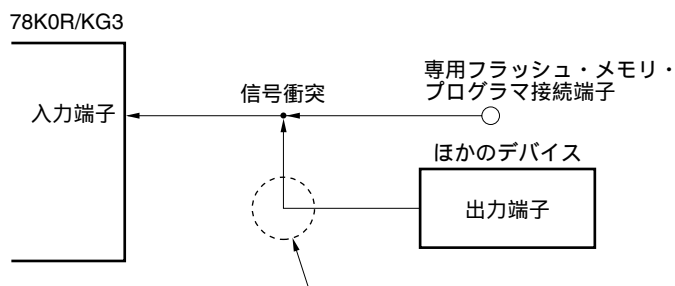 78K0R/KG3
入力端子
信号衝突
専用フラッシュ・メモリ・
プログラマ接続端子
ほかのデバイス
出力端子